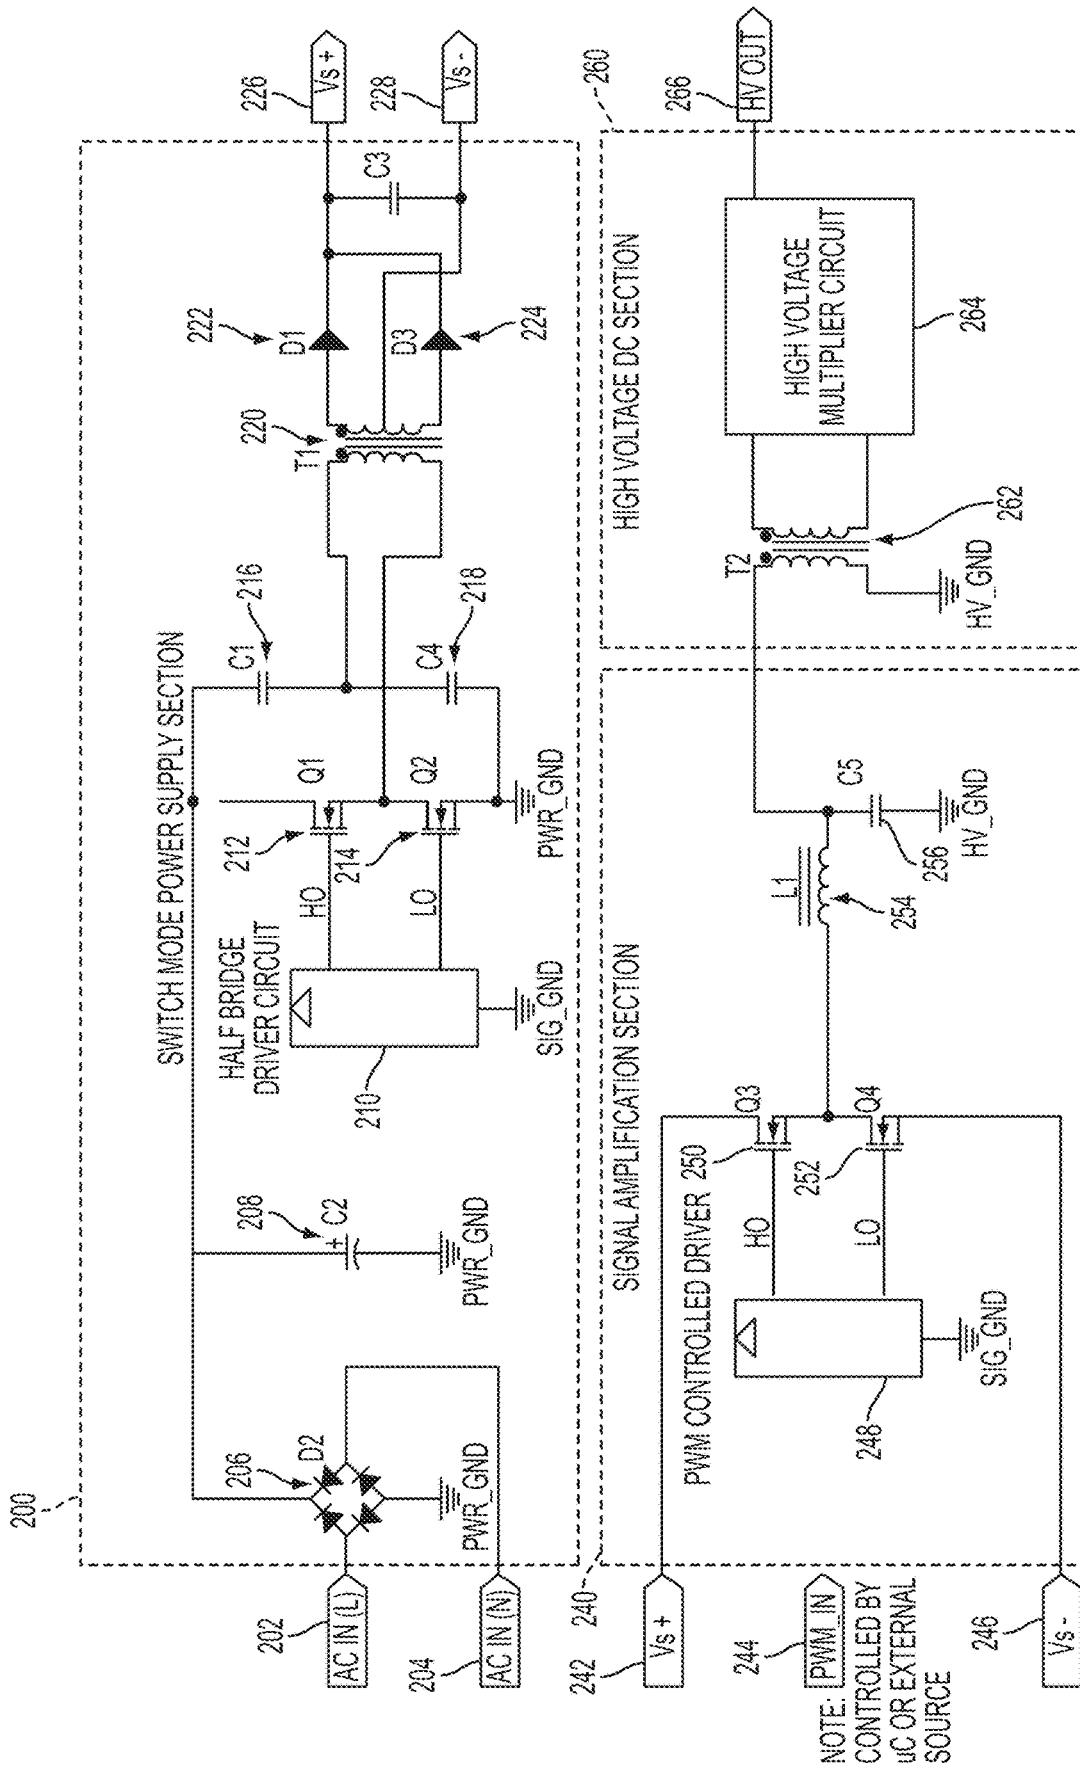 200
SWITCH MODE POWER SUPPLY SECTION
202
AC IN (L)
204
AC IN (N)
206
D2
PWR_GND
208
+
C2
PWR_GND
HALF BRIDGE
DRIVER CIRCUIT
210
SIG_GND
HO
LO
212
Q1
214
Q2
PWR_GND
C1
216
C4
218
T1
220
222
D1
D3
224
C3
226
Vs +
228
Vs -
240
SIGNAL AMPLIFICATION SECTION
242
Vs +
244
PWM_IN
NOTE:
CONTROLLED BY
uC OR EXTERNAL
SOURCE
246
Vs -
PWM CONTROLLED DRIVER
248
SIG_GND
HO
LO
250
Q3
252
Q4
L1
254
C5
256
HV_GND
260
HIGH VOLTAGE DC SECTION
T2
262
HV_GND
HIGH VOLTAGE
MULTIPLIER CIRCUIT
264
266
HV OUT